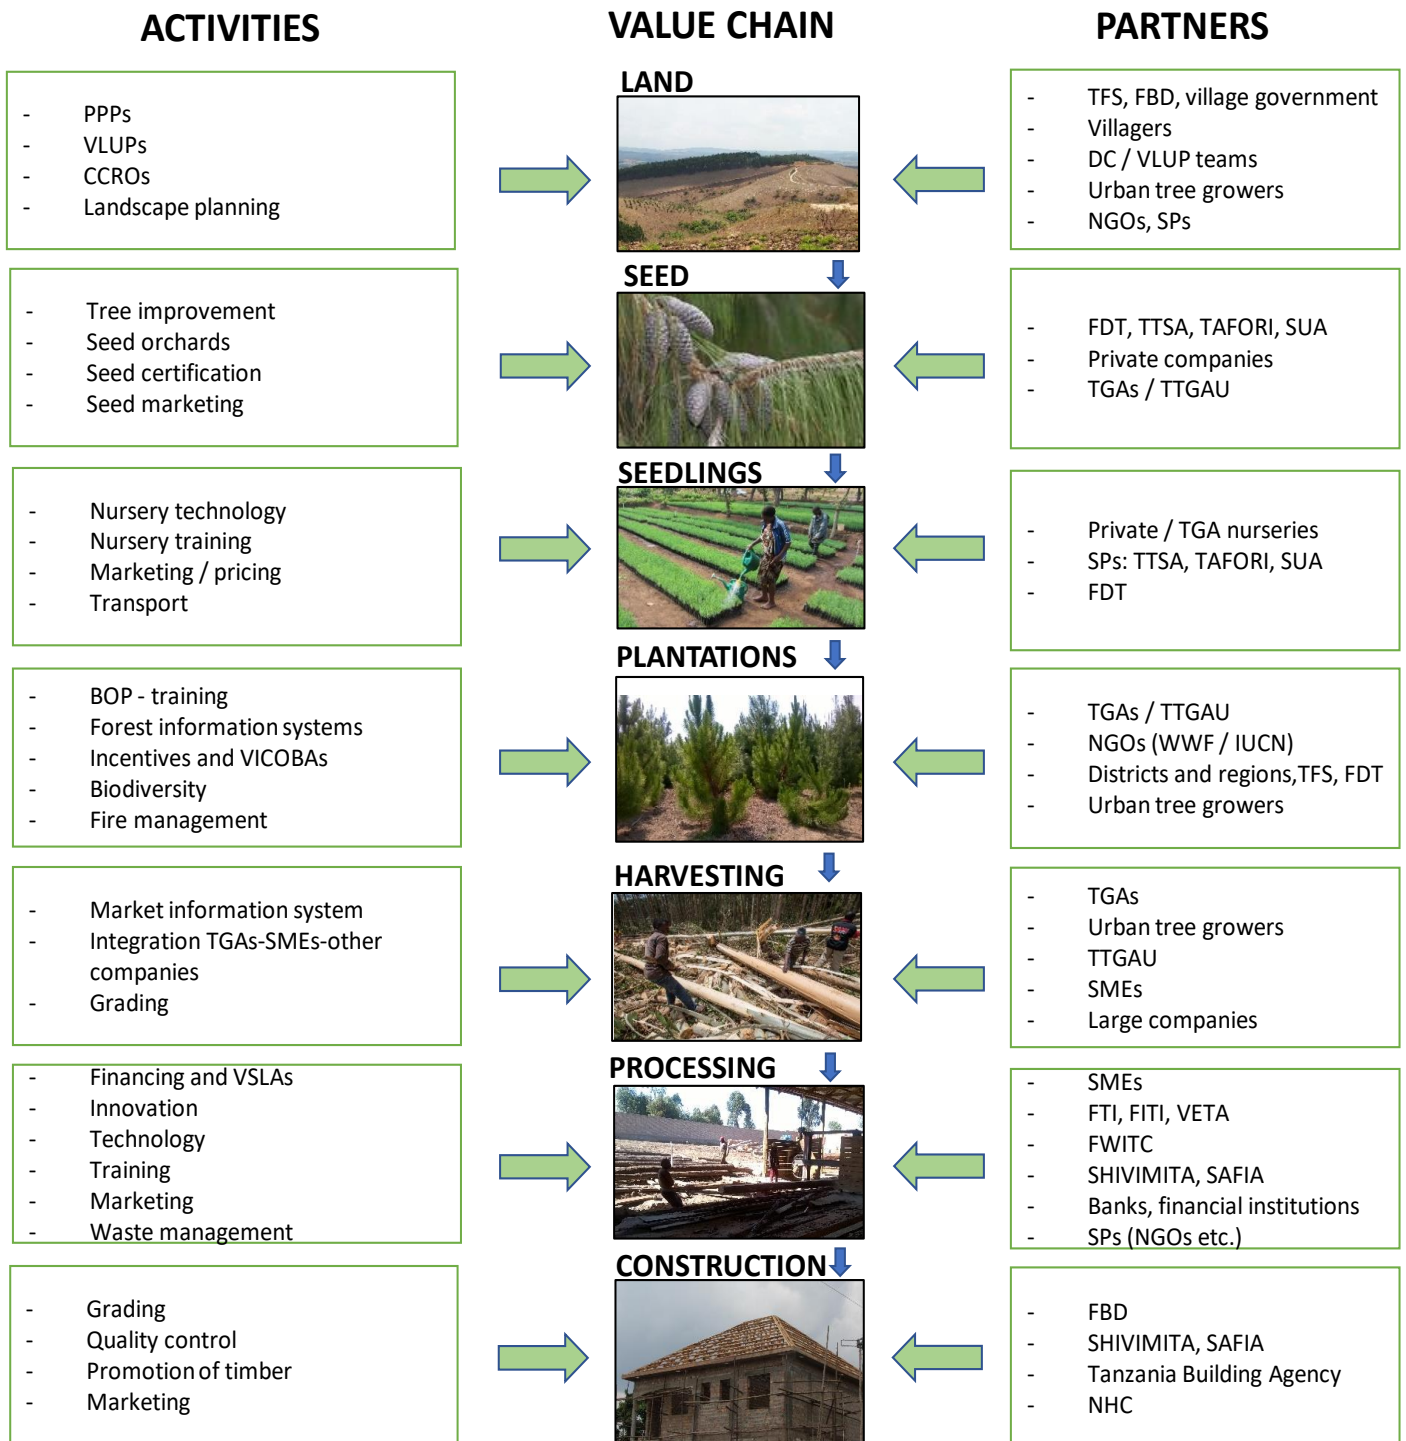 ACTIVITIES
VALUE CHAIN
PARTNERS
- PPPs
- VLUPs
- CCROs
- Landscape planning
LAND
- TFS, FBD, village government
- Villagers
- DC / VLUP teams
- Urban tree growers
- NGOs, SPs
- Tree improvement
- Seed orchards
- Seed certification
- Seed marketing
SEED
- FDT, TTSA, TAFORI, SUA
- Private companies
- TGAs / TTGAU
- Nursery technology
- Nursery training
- Marketing / pricing
- Transport
SEEDLINGS
- Private / TGA nurseries
- SPs: TTSA, TAFORI, SUA
- FDT
- BOP - training
- Forest information systems
- Incentives and VICOBAs
- Biodiversity
- Fire management
PLANTATIONS
- TGAs / TTGAU
- NGOs (WWF / IUCN)
- Districts and regions,TFS, FDT
- Urban tree growers
- Market information system
- Integration TGAs-SMEs-other
companies
- Grading
HARVESTING
- TGAs
- Urban tree growers
- TTGAU
- SMEs
- Large companies
- Financing and VSLAs
- Innovation
- Technology
- Training
- Marketing
- Waste management
PROCESSING
- SMEs
- FTI, FITI, VETA
- FWITC
- SHIVIMITA, SAFIA
- Banks, financial institutions
- SPs (NGOs etc.)
- Grading
- Quality control
- Promotion of timber
- Marketing
CONSTRUCTION
- FBD
- SHIVIMITA, SAFIA
- Tanzania Building Agency
- NHC